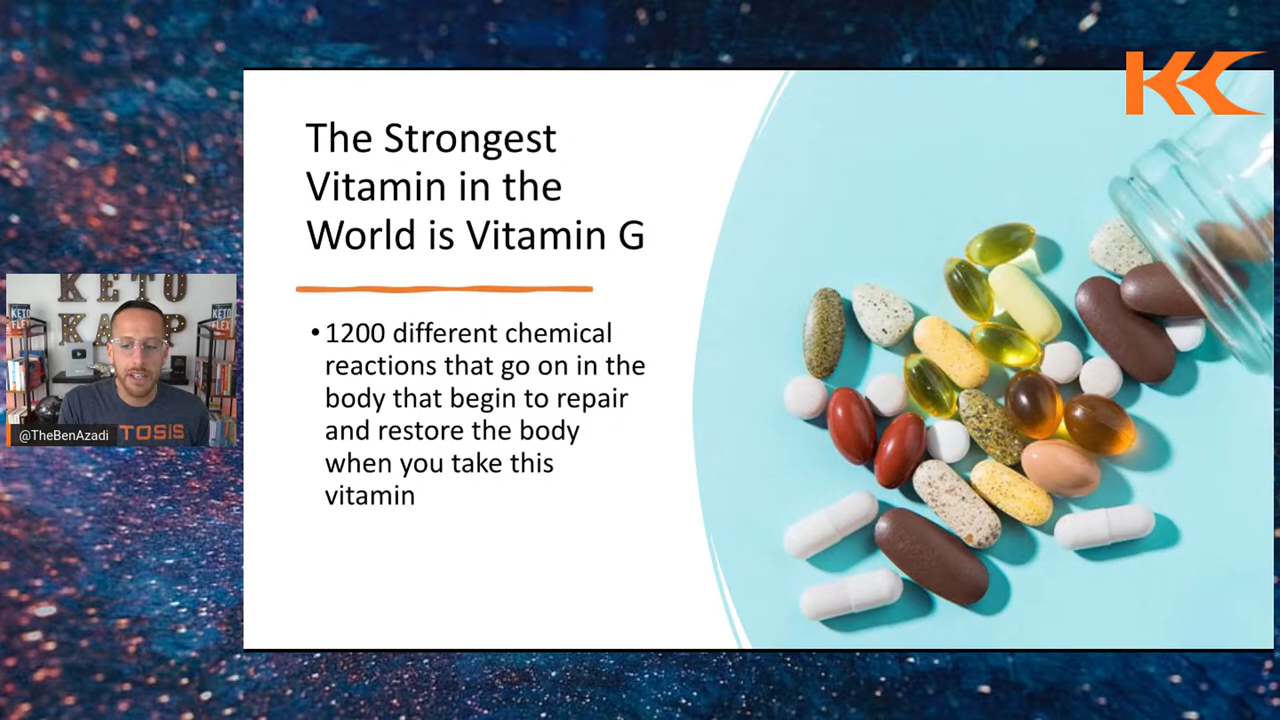 The Strongest
Vitamin in the
World is Vitamin G
• 1200 different chemical
reactions that go on in the
body that begin to repair
and restore the body
when you take this
vitamin
KETO
KAMP
KETO
FLEX
KETO
FLEX
TOSIS
@TheBenAzadi
KC